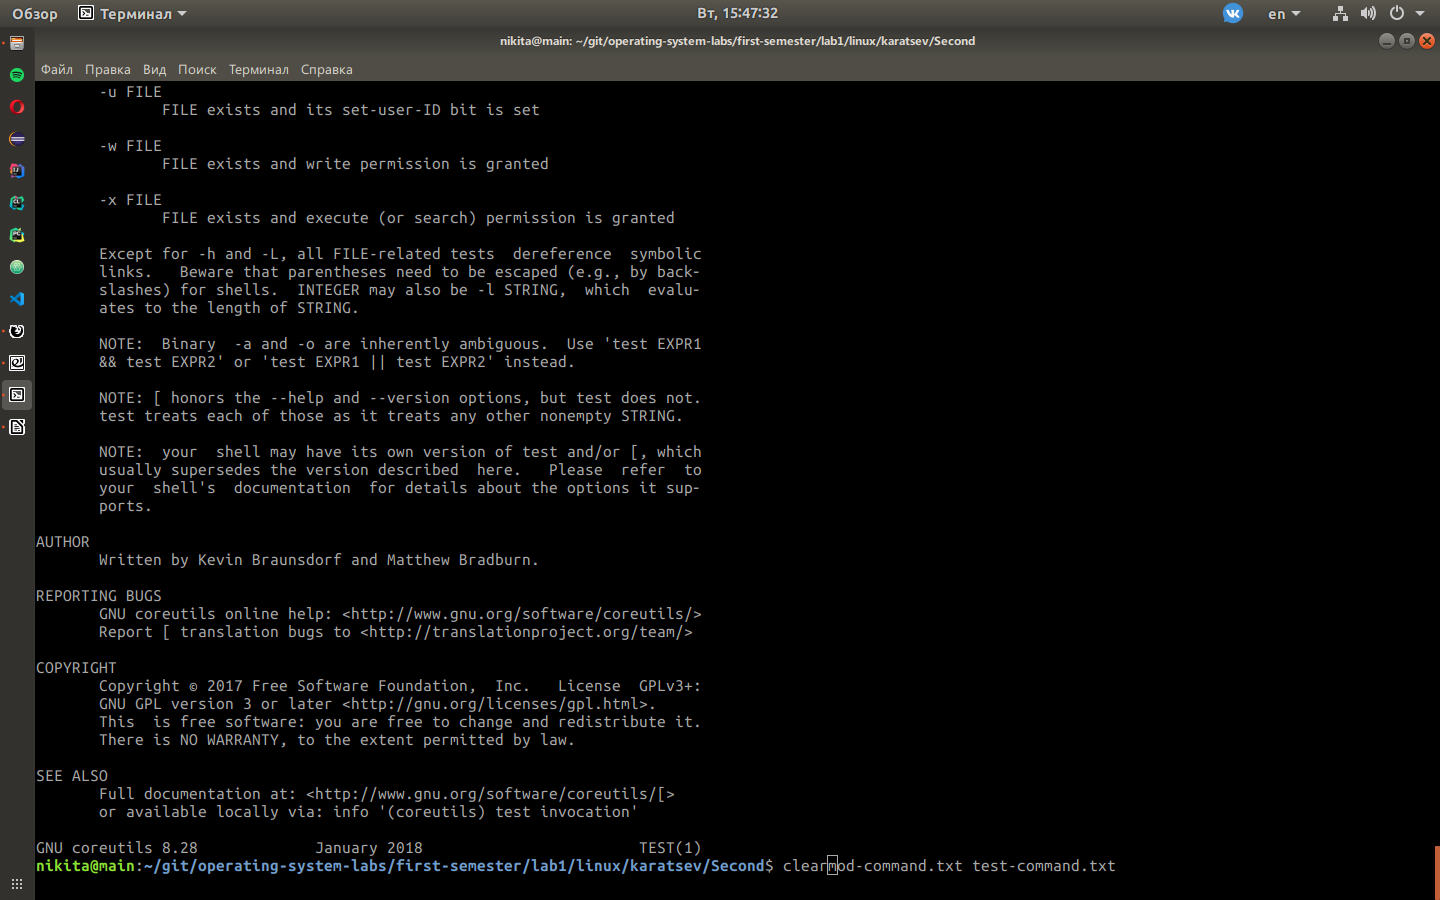 Обзор Терминал Вт, 15:47:32 en
nikita@main: ~/git/operating-system-labs/first-semester/lab1/linux/karatsev/Second
Файл Правка Вид Поиск Терминал Справка
-u FILE
FILE exists and its set-user-ID bit is set
-w FILE
FILE exists and write permission is granted
-x FILE
FILE exists and execute (or search) permission is granted
Except for -h and -L, all FILE-related tests  dereference  symbolic
links.   Beware that parentheses need to be escaped (e.g., by back-
slashes) for shells.  INTEGER may also be -l STRING,  which  evalu-
ates to the length of STRING.
NOTE:  Binary  -a and -o are inherently ambiguous.  Use 'test EXPR1
&& test EXPR2' or 'test EXPR1 || test EXPR2' instead.
NOTE: [ honors the --help and --version options, but test does not.
test treats each of those as it treats any other nonempty STRING.
NOTE:  your  shell may have its own version of test and/or [, which
usually supersedes the version described  here.   Please  refer  to
your  shell's  documentation  for details about the options it sup-
ports.
AUTHOR
Written by Kevin Braunsdorf and Matthew Bradburn.
REPORTING BUGS
GNU coreutils online help: <http://www.gnu.org/software/coreutils/>
Report [ translation bugs to <http://translationproject.org/team/>
COPYRIGHT
Copyright © 2017 Free Software Foundation,  Inc.   License  GPLv3+:
GNU GPL version 3 or later <http://gnu.org/licenses/gpl.html>.
This  is free software: you are free to change and redistribute it.
There is NO WARRANTY, to the extent permitted by law.
SEE ALSO
Full documentation at: <http://www.gnu.org/software/coreutils/[>
or available locally via: info '(coreutils) test invocation'
GNU coreutils 8.28 January 2018 TEST(1)
nikita@main:~/git/operating-system-labs/first-semester/lab1/linux/karatsev/Second$ clearmod-command.txt test-command.txt